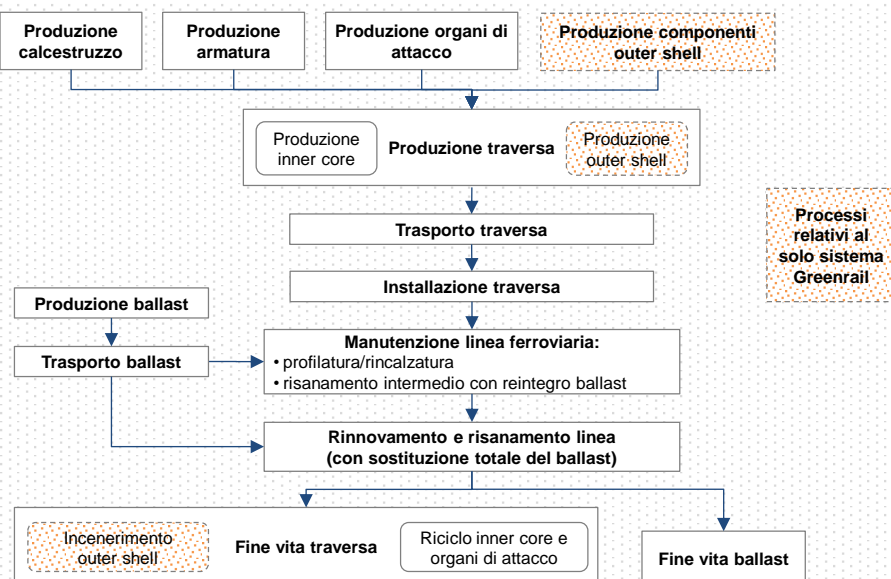 Produzione
calcestruzzo
Produzione
armatura
Produzione organi di
attacco
Produzione componenti
outer shell
Produzione
inner core
Produzione traversa
Produzione
outer shell
Trasporto traversa
Processi
relativi al
solo sistema
Greenrail
Installazione traversa
Produzione ballast
Trasporto ballast
Manutenzione linea ferroviaria:
• profilatura/rincalzatura
• risanamento intermedio con reintegro ballast
Rinnovamento e risanamento linea
(con sostituzione totale del ballast)
Incenerimento
outer shell
Fine vita traversa
Riciclo inner core e
organi di attacco
Fine vita ballast